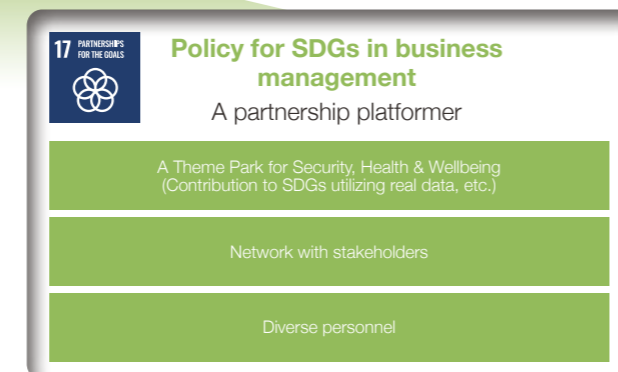 17 PARTNERSHIPS
FOR THE GOALS
Policy for SDGs in business
management
A partnership platformer
A Theme Park for Security, Health & Wellbeing
(Contribution to SDGs utilizing real data, etc.)
Network with stakeholders
Diverse personnel